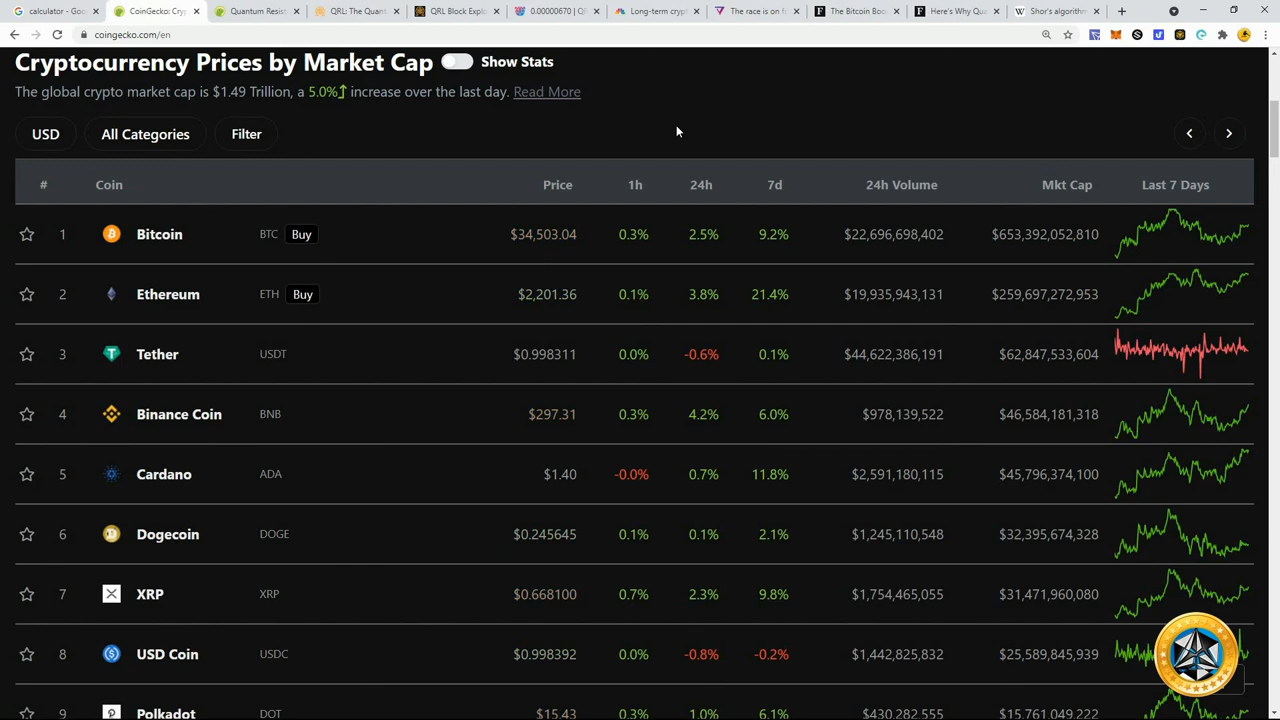 calculator - Goo
CoinGecko: Cry
Quantum Resist
QRL: The Quant
QRL Block Explo
0.00000670 | Q
Long-term cryp
The race is on f
The Bitcoin Boo
Here's Why Qua
Shor's algorithm
coingecko.com/en
Cryptocurrency Prices by Market Cap Show Stats
The global crypto market cap is $1.49 Trillion, a 5.0% increase over the last day. Read More
USD All Categories Filter
# Coin Price 1h 24h 7d 24h Volume Mkt Cap Last 7 Days
1 Bitcoin BTC Buy $34,503.04 0.3% 2.5% 9.2% $22,696,698,402 $653,392,052,810
2 Ethereum ETH Buy $2,201.36 0.1% 3.8% 21.4% $19,935,943,131 $259,697,272,953
3 Tether USDT $0.998311 0.0% -0.6% 0.1% $44,622,386,191 $62,847,533,604
4 Binance Coin BNB $297.31 0.3% 4.2% 6.0% $978,139,522 $46,584,181,318
5 Cardano ADA $1.40 -0.0% 0.7% 11.8% $2,591,180,115 $45,796,374,100
6 Dogecoin DOGE $0.245645 0.1% 0.1% 2.1% $1,245,110,548 $32,395,674,328
7 XRP XRP $0.668100 0.7% 2.3% 9.8% $1,754,465,055 $31,471,960,080
8 USD Coin USDC $0.998392 0.0% -0.8% -0.2% $1,442,825,832 $25,589,845,939
9 Polkadot DOT $15.43 0.3% 1.0% 6.1% $430,282,555 $15,761,049,222